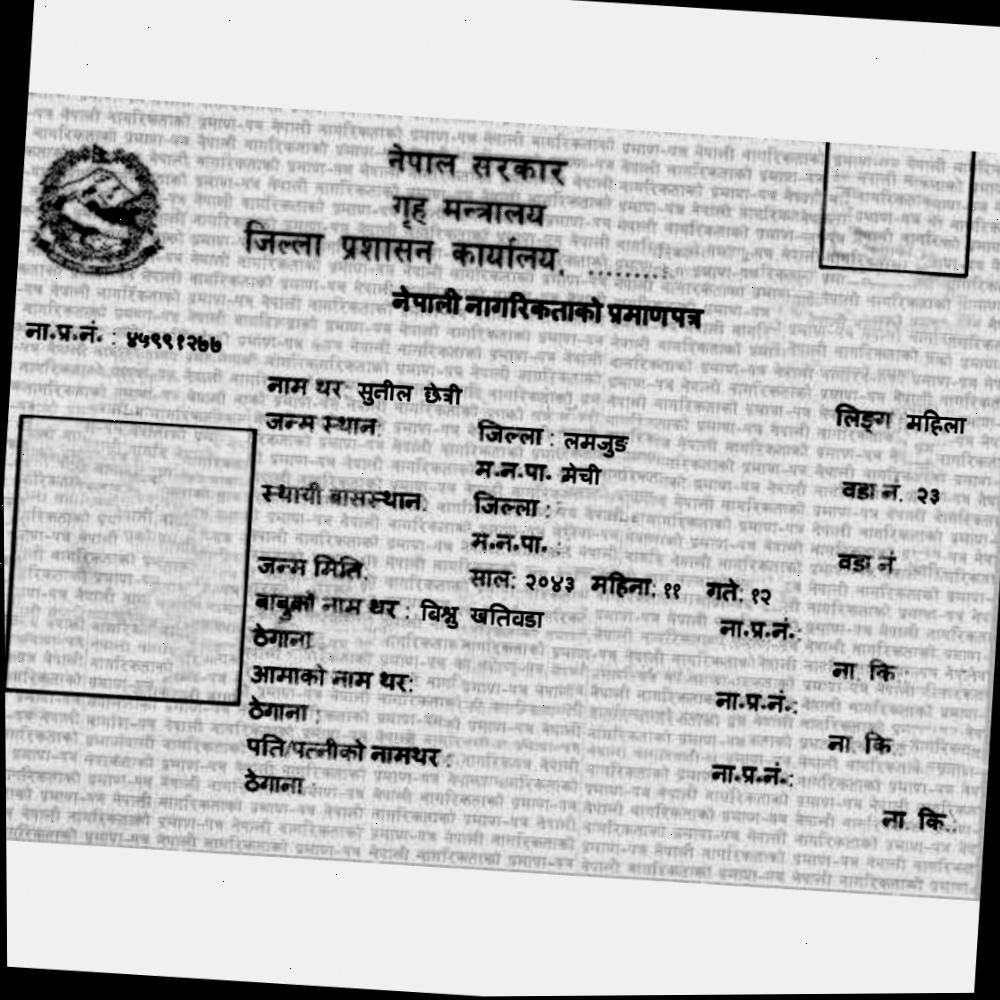 नेपाल सरकार
गृह मन्त्रालय
जिल्ला प्रशासन कार्यालय, .........
नेपाली नागरिकताको प्रमाणपत्र
ना.प्र.नं. : ४५९९१२७७
नाम थर सुतील छेत्री लिङ्ग महिला
जन्म स्थान: जिल्ला : लमजुङ
म.न.पा. मेची वडा नं. २३
स्थायी बासस्थान: जिल्ला :
म.न.पा. : वडा नं.
जन्म मिति: साल: २०४३ महिना: ११ गते: १२
बाबुको नाम थर : विश्नु खतिवडा ना.प्र.नं.:
ठेगाना : ना. कि. :
आमाको नाम थर: ना.प्र.नं.:
ठेगाना : ना. कि. :
पति/पत्नीको नामथर : ना.प्र.नं.:
ठेगाना : ना. कि. :